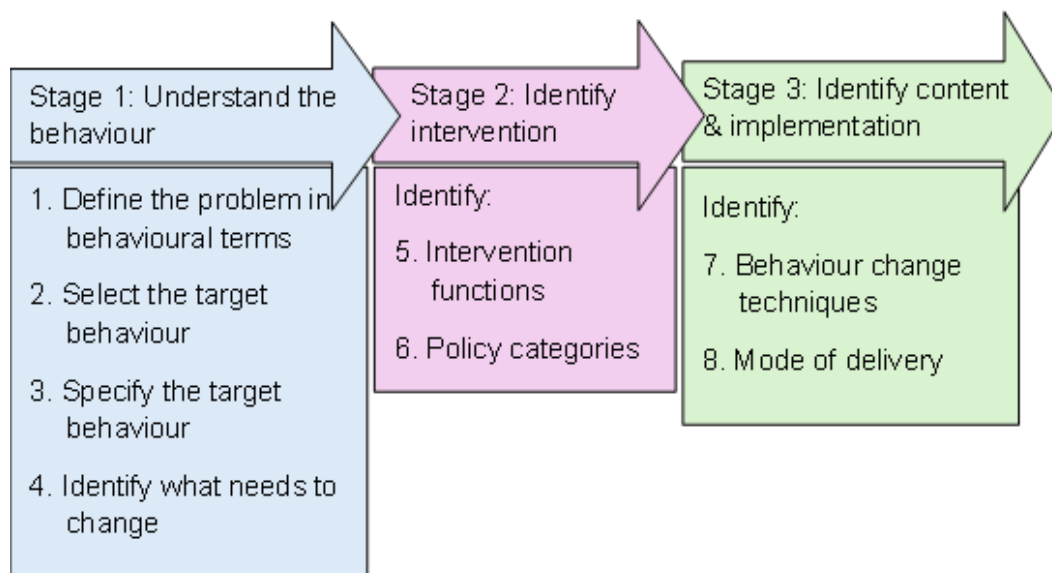 Stage 1: Understand the
behaviour
1. Define the problem in
behavioural terms
2. Select the target
behaviour
3. Specify the target
behaviour
4. Identify what needs to
change
Stage 2: Identify
intervention
Identify:
5. Intervention
functions
6. Policy categories
Stage 3: Identify content
& implementation
Identify:
7. Behaviour change
techniques
8. Mode of delivery